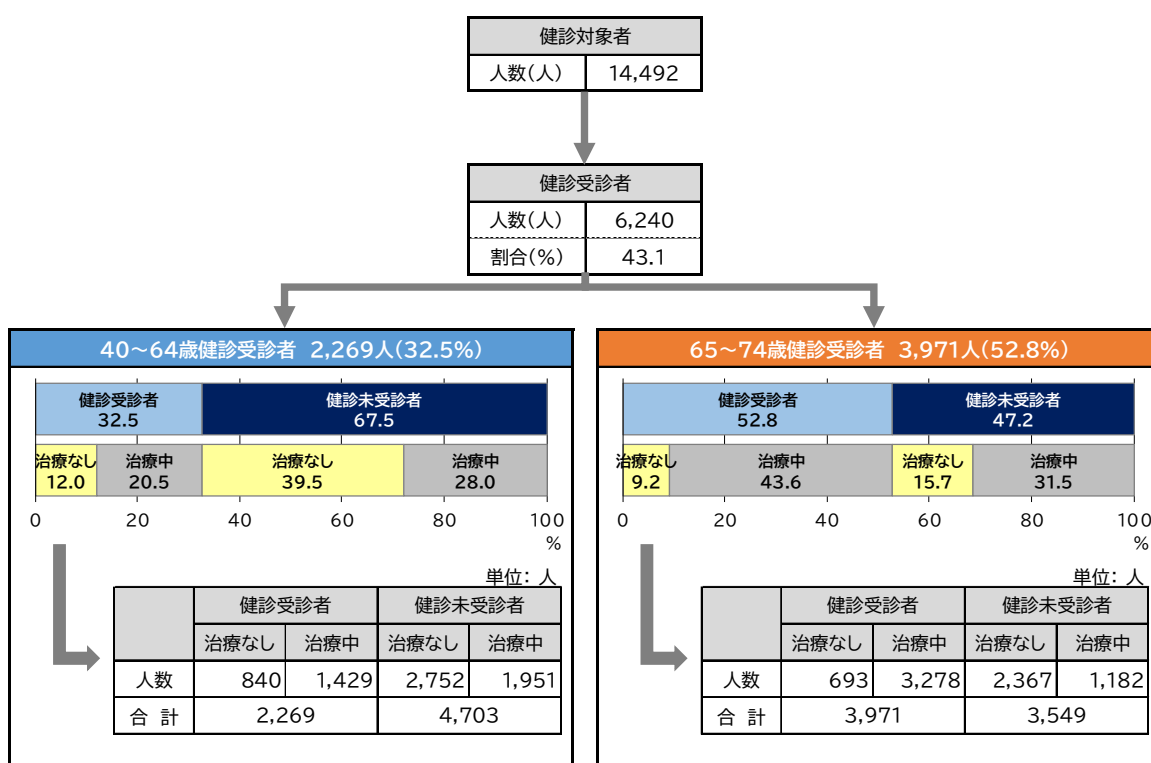 健診対象者
人数(人) 14,492
健診受診者
人数(人) 6,240
割合(%) 43.1
40～64歳健診受診者 2,269人(32.5%)
健診受診者 健診未受診者
32.5 67.5
治療なし 治療中 治療なし 治療中
12.0 20.5 39.5 28.0
0 20 40 60 80 100
%
単位：人
健診受診者 健診未受診者
治療なし 治療中 治療なし 治療中
人数 840 1,429 2,752 1,951
合 計 2,269 4,703
65～74歳健診受診者 3,971人(52.8%)
健診受診者 健診未受診者
52.8 47.2
治療なし 治療中 治療なし 治療中
9.2 43.6 15.7 31.5
0 20 40 60 80 100
%
単位：人
健診受診者 健診未受診者
治療なし 治療中 治療なし 治療中
人数 693 3,278 2,367 1,182
合 計 3,971 3,549